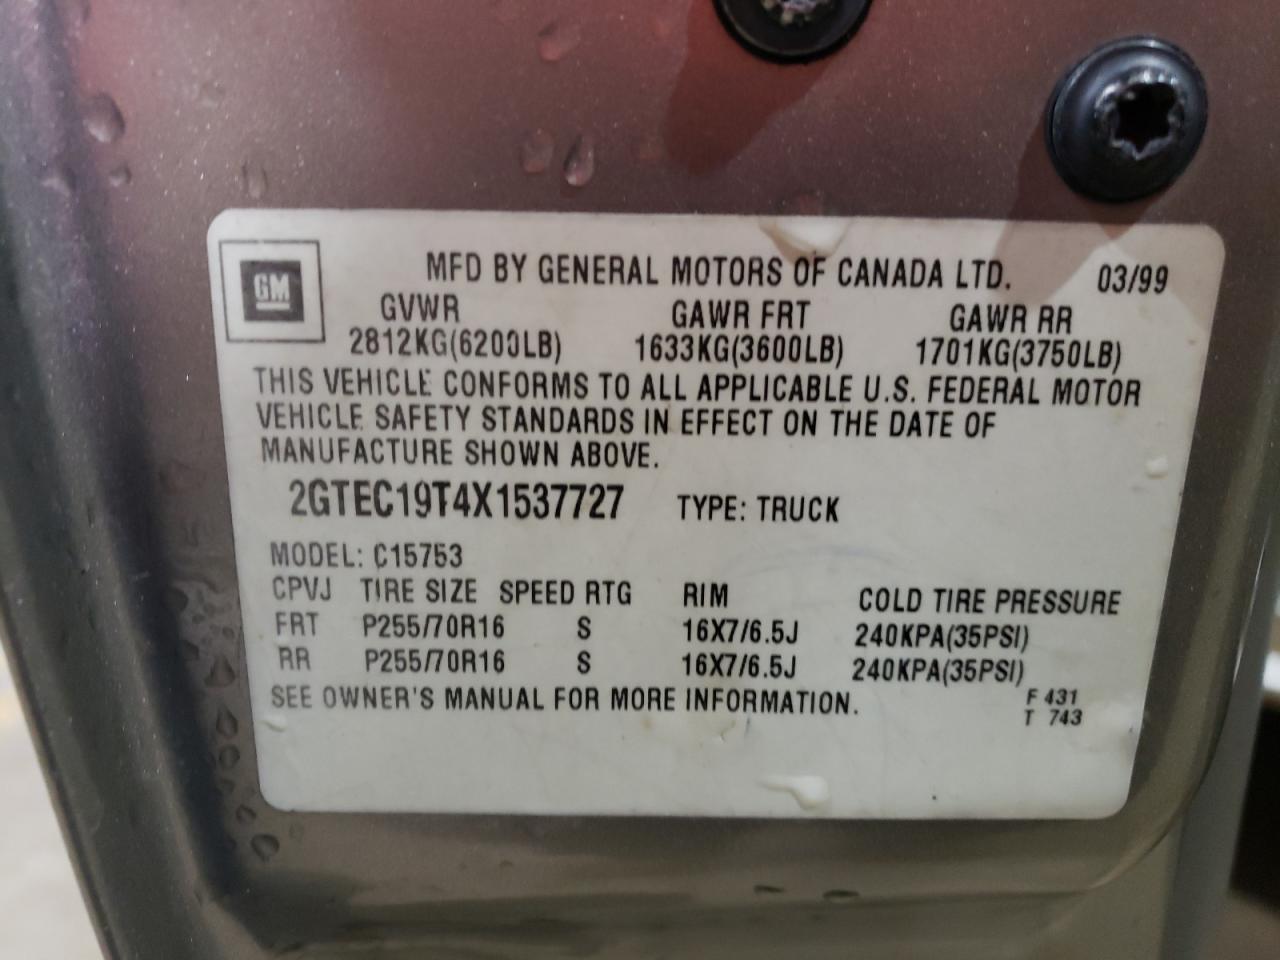 GM
MFD BY GENERAL MOTORS OF CANADA LTD. 03/99
GVWR GAWR FRT GAWR RR
2812KG(6200LB) 1633KG(3600LB) 1701KG(3750LB)
THIS VEHICLE CONFORMS TO ALL APPLICABLE U.S. FEDERAL MOTOR
VEHICLE SAFETY STANDARDS IN EFFECT ON THE DATE OF
MANUFACTURE SHOWN ABOVE.
2GTEC19T4X1537727 TYPE: TRUCK
MODEL: C15753
CPVJ TIRE SIZE SPEED RTG RIM COLD TIRE PRESSURE
FRT P255/70R16 S 16X7/6.5J 240KPA(35PSI)
RR P255/70R16 S 16X7/6.5J 240KPA(35PSI)
SEE OWNER'S MANUAL FOR MORE INFORMATION. F 431
T 743